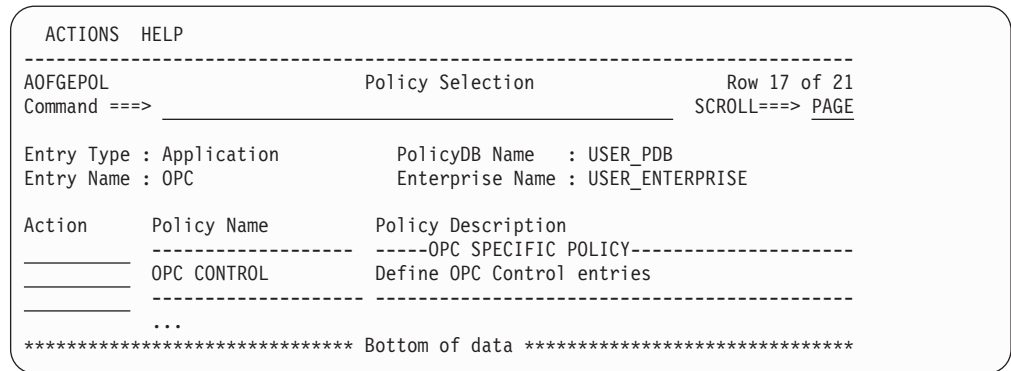 ACTIONS HELP
------------------------------------------------------------------------------
AOFGEPOL Policy Selection Row 17 of 21
Command ===> SCROLL===> PAGE
Entry Type : Application PolicyDB Name : USER_PDB
Entry Name : OPC Enterprise Name : USER_ENTERPRISE
Action Policy Name Policy Description
------------------- -----OPC SPECIFIC POLICY---------------------
OPC CONTROL Define OPC Control entries
-------------------- ---------------------------------------------
...
******************************* Bottom of data *******************************